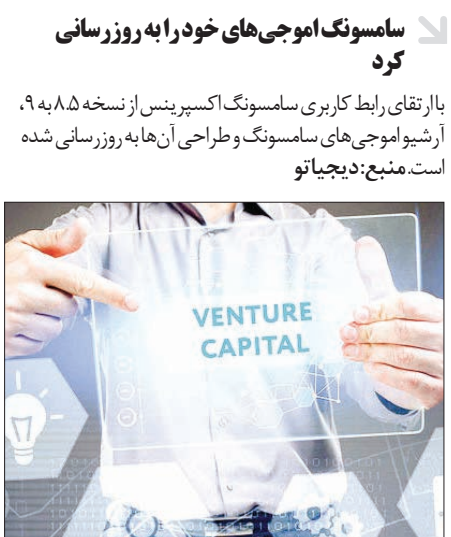 سامسونگ اموجی‌های خود را به روزرسانی
کرد
با ارتقای رابط کاربری سامسونگ اکسپرینس از نسخه ۸.۵ به ۹،
آرشیو اموجی‌های سامسونگ و طراحی آن‌ها به روزرسانی شده
است. منبع: دیجیاتو
VENTURE
CAPITAL